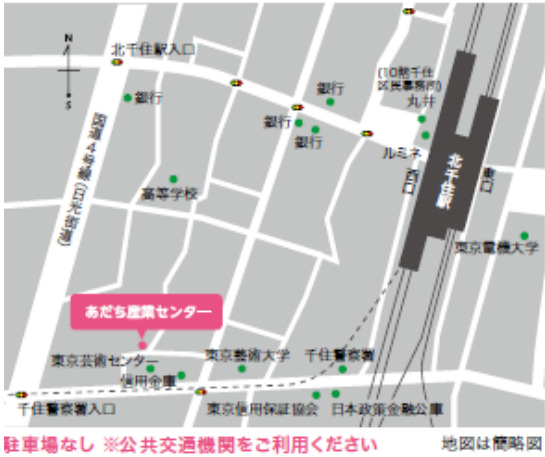 N
S
北千住駅入口
銀行
銀行
銀行
銀行
(10階千住
区民事務所)
丸井
ルミネ
国道4号線(日光街道)
高等学校
西口
北千住駅
東口
東京電機大学
あだち産業センター
東京芸術センター
信用金庫
東京藝術大学
千住警察署
千住警察署入口
東京信用保証協会
日本政策金融公庫
駐車場なし ※公共交通機関をご利用ください
地図は簡略図